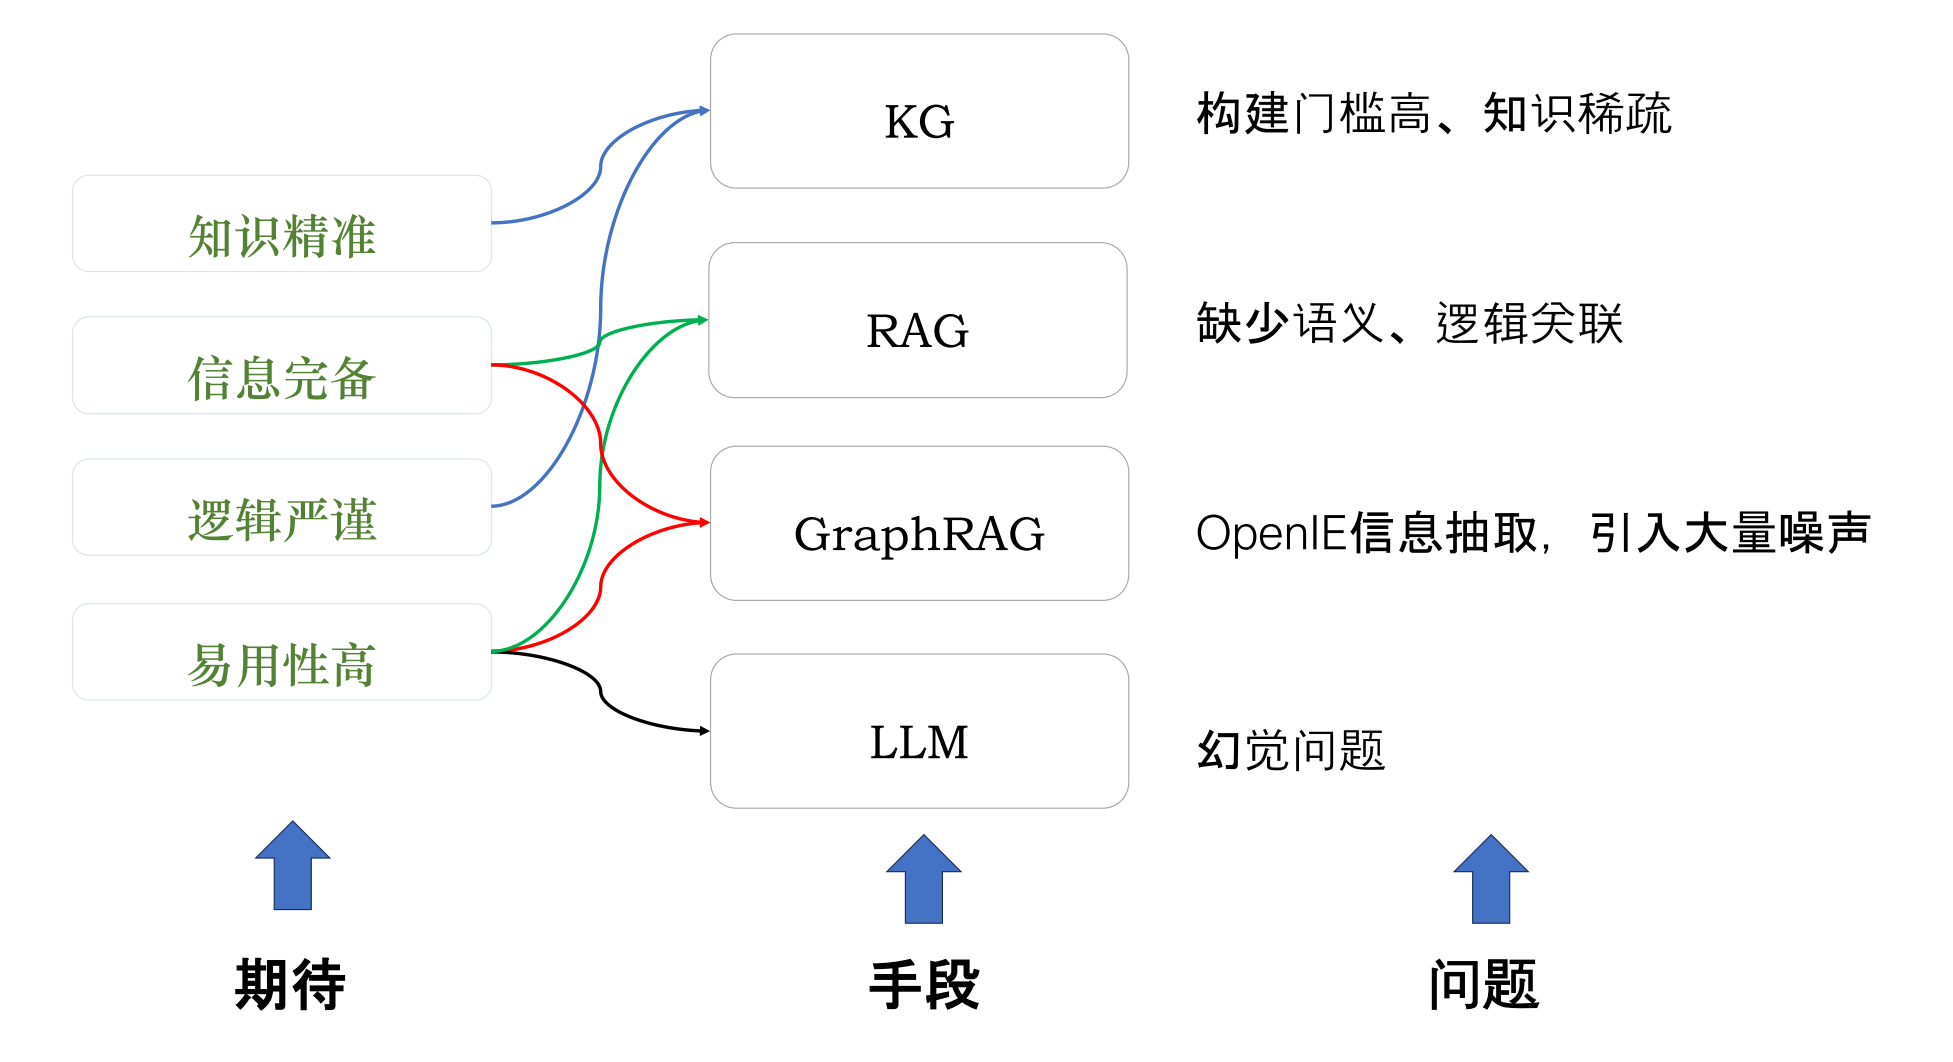 知识精准
信息完备
逻辑严谨
易用性高
KG
RAG
GraphRAG
LLM
构建门槛高、知识稀疏
缺少语义、逻辑关联
OpenIE信息抽取，引入大量噪声
幻觉问题
期待
手段
问题